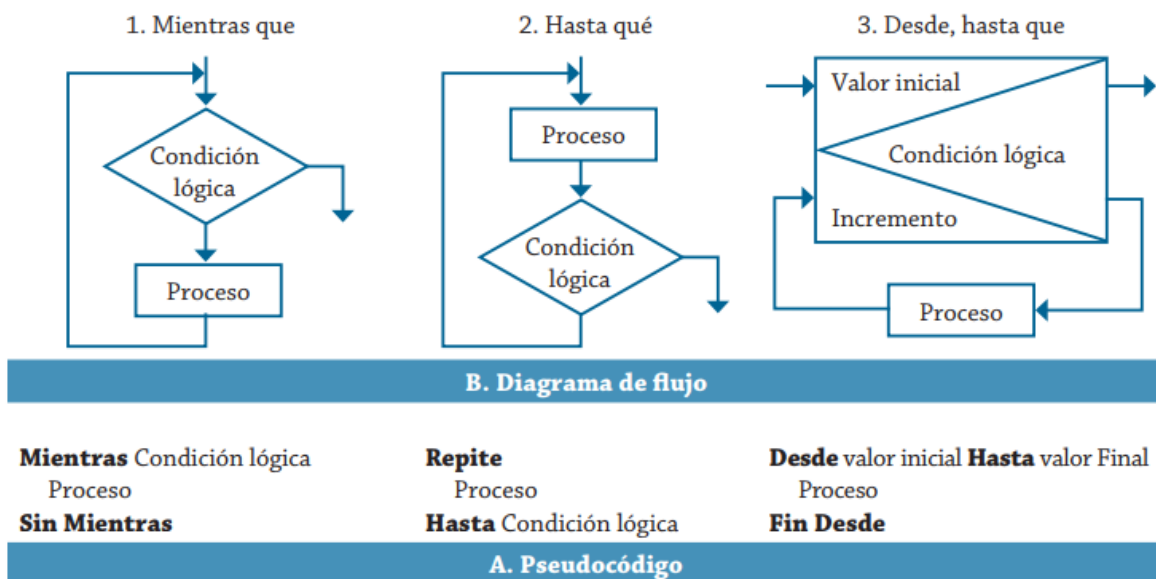 1. Mientras que
2. Hasta qué
3. Desde, hasta que
Condición
lógica
Proceso
Proceso
Condición
lógica
Valor inicial
Condición lógica
Incremento
Proceso
B. Diagrama de flujo
Mientras Condición lógica
Proceso
Sin Mientras
Repite
Proceso
Hasta Condición lógica
Desde valor inicial Hasta valor Final
Proceso
Fin Desde
A. Pseudocódigo